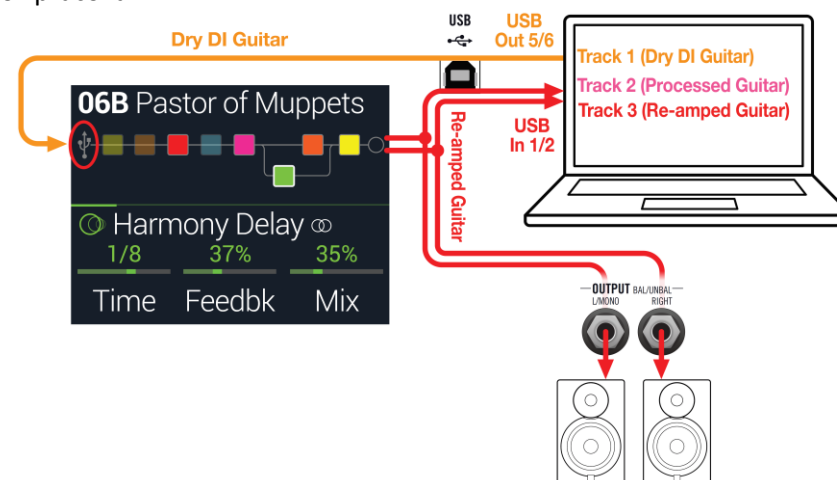 USB
USB
Out 5/6
Dry DI Guitar
Track 1 (Dry DI Guitar)
Track 2 (Processed Guitar)
Track 3 (Re-amped Guitar)
06B Pastor of Muppets
USB
In 1/2
Re-amped Guitar
Harmony Delay
1/8 37% 35%
Time Feedbk Mix
OUTPUT BAL/UNBAL
L/MONO RIGHT